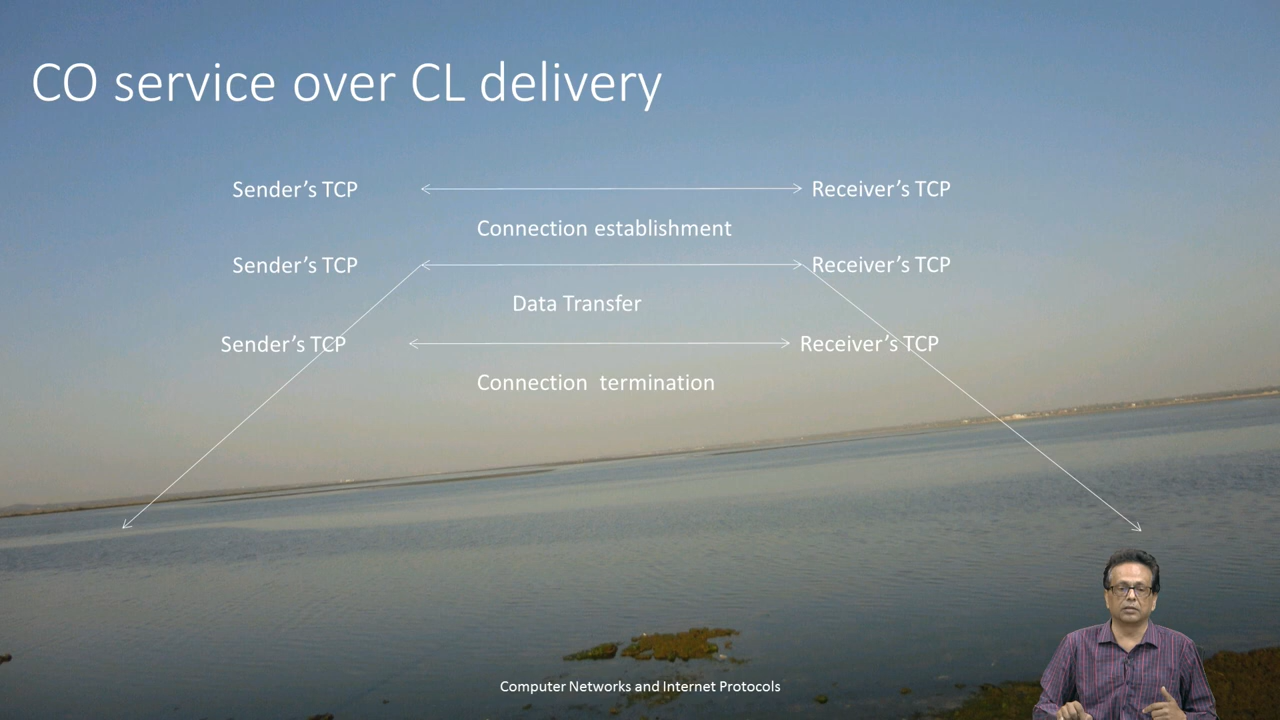 CO service over CL delivery
Sender’s TCP Receiver’s TCP
Connection establishment
Sender’s TCP Receiver’s TCP
Data Transfer
Sender’s TCP Receiver’s TCP
Connection  termination
Computer Networks and Internet Protocols